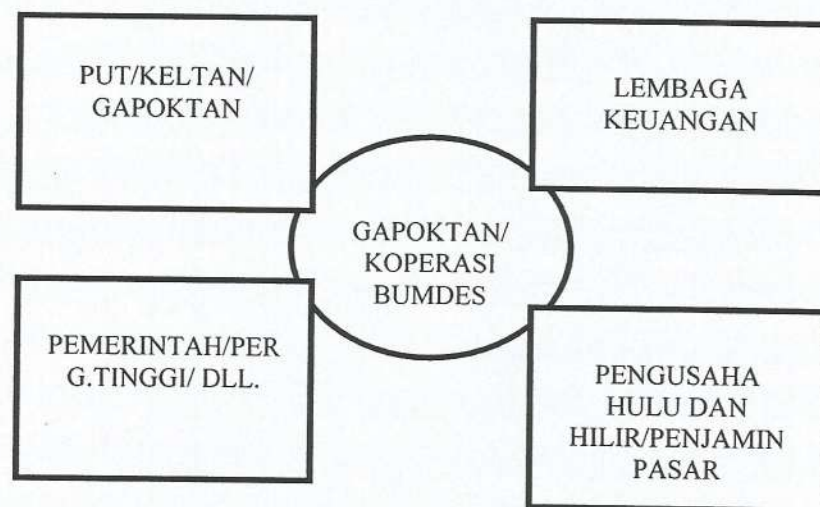 PUT/KELTAN/
GAPOKTAN
LEMBAGA
KEUANGAN
GAPOKTAN/
KOPERASI
BUMDES
PEMERINTAH/PER
G.TINGGI/ DLL.
PENGUSAHA
HULU DAN
HILIR/PENJAMIN
PASAR